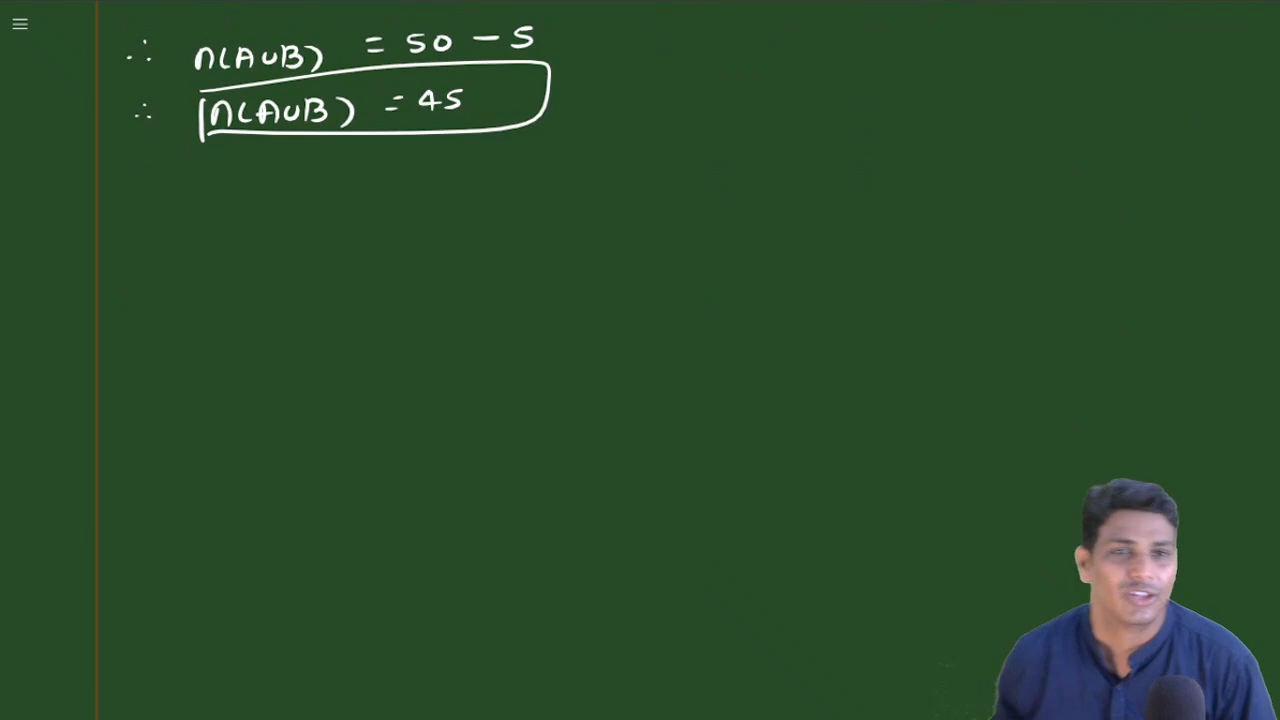 ∴ n(A∪B) = 50 - 5
∴ n(A∪B) = 45